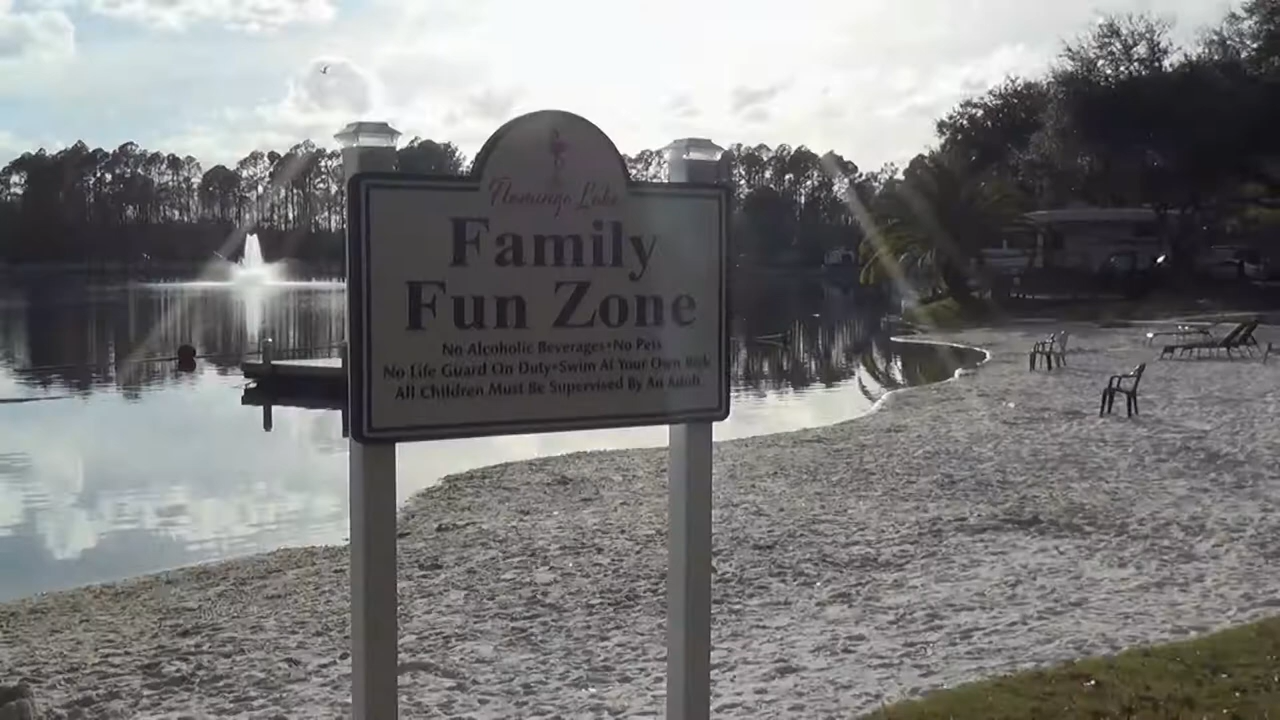 Flamingo Lake
Family
Fun Zone
No Alcoholic Beverages•No Pets
No Life Guard On Duty•Swim At Your Own Risk
All Children Must Be Supervised By An Adult